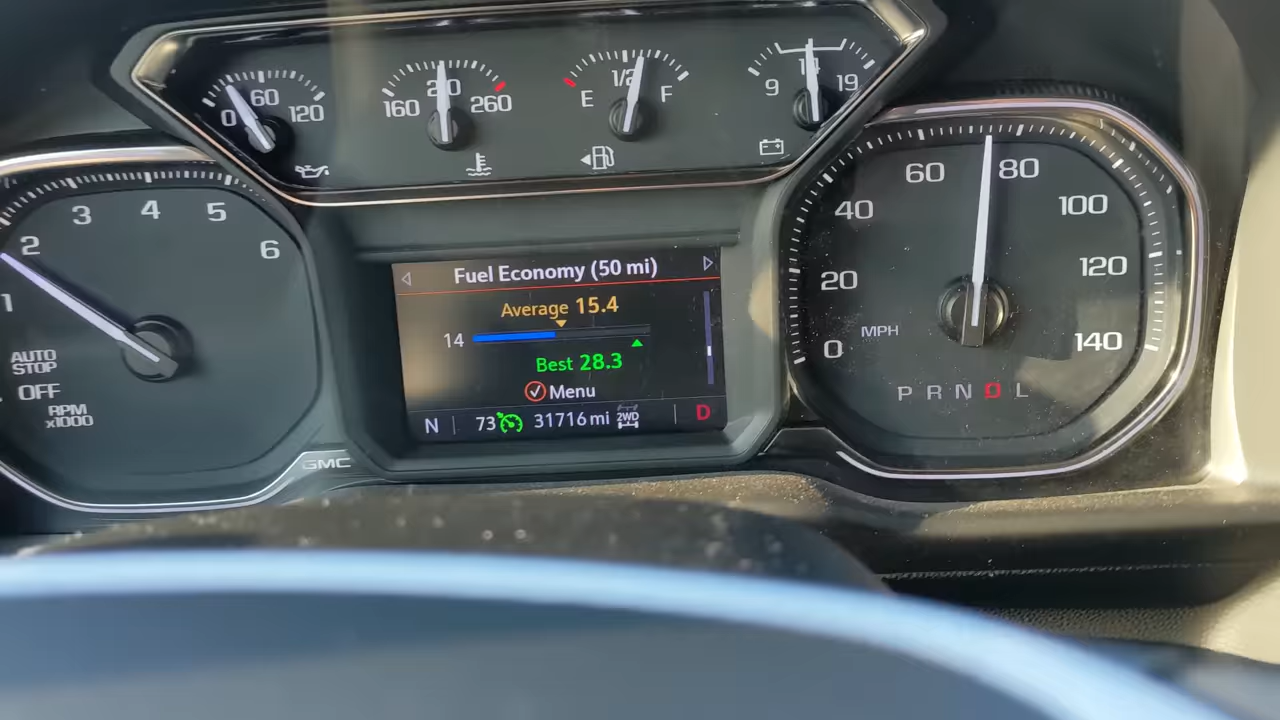 0 60 120
160 210 260
E 1/2 F
9 14 19
1 2 3 4 5 6
AUTO
STOP
OFF
RPM
x1000
GMC
Fuel Economy (50 mi)
Average 15.4
14
Best 28.3
Menu
N 73 31716 mi 2WD D
0 20 40 60 80 100 120 140
MPH
P R N D L